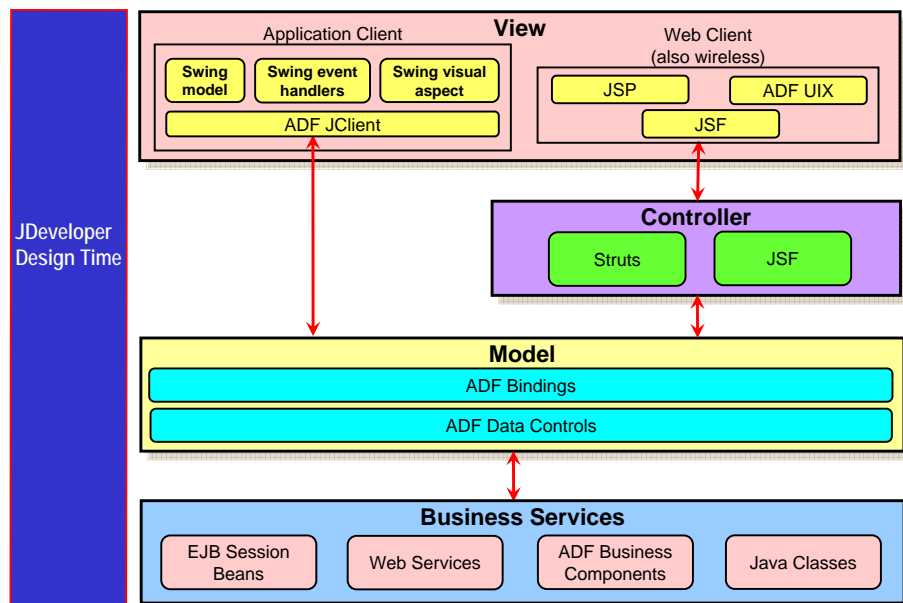 JDeveloper
Design Time
View
Application Client
Swing
model
Swing event
handlers
Swing visual
aspect
ADF JClient
Web Client
(also wireless)
JSP
ADF UIX
JSF
Controller
Struts
JSF
Model
ADF Bindings
ADF Data Controls
Business Services
EJB Session
Beans
Web Services
ADF Business
Components
Java Classes